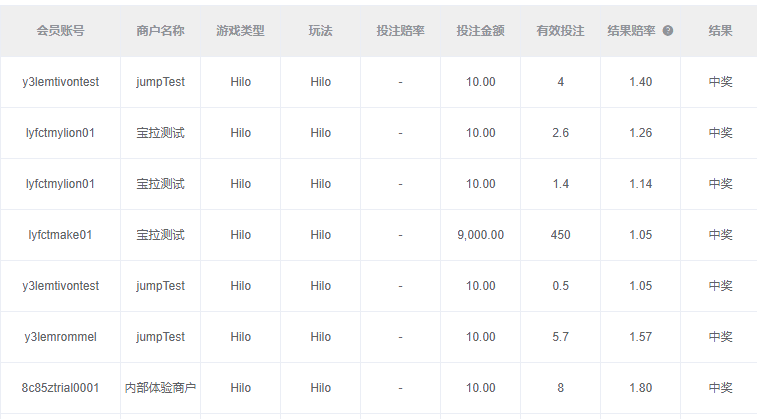 会员账号 商户名称 游戏类型 玩法 投注赔率 投注金额 有效投注 结果赔率 ? 结果
y3lemtivontest jumpTest Hilo Hilo - 10.00 4 1.40 中奖
lyfctmylion01 宝拉测试 Hilo Hilo - 10.00 2.6 1.26 中奖
lyfctmylion01 宝拉测试 Hilo Hilo - 10.00 1.4 1.14 中奖
lyfctmake01 宝拉测试 Hilo Hilo - 9,000.00 450 1.05 中奖
y3lemtivontest jumpTest Hilo Hilo - 10.00 0.5 1.05 中奖
y3lemrommel jumpTest Hilo Hilo - 10.00 5.7 1.57 中奖
8c85ztrial0001 内部体验商户 Hilo Hilo - 10.00 8 1.80 中奖